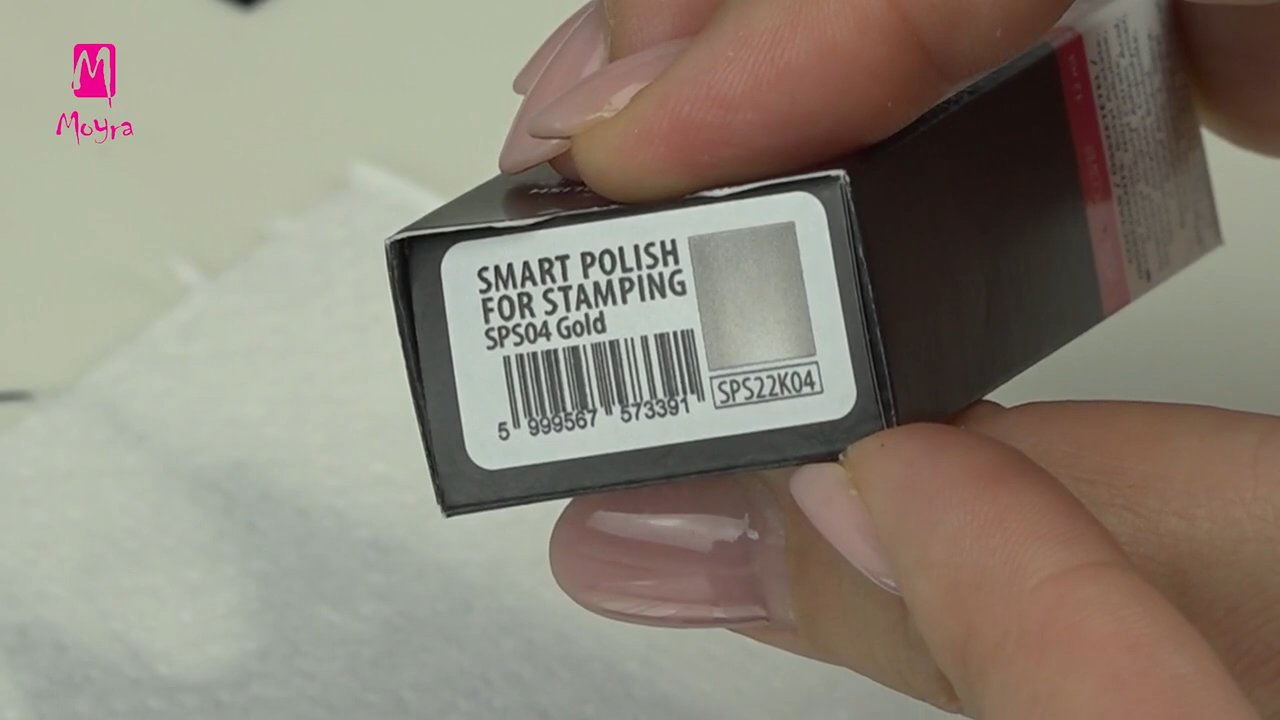 Moyra
SMART POLISH
FOR STAMPING
SPS04 Gold
5 999567 573391
SPS22K04